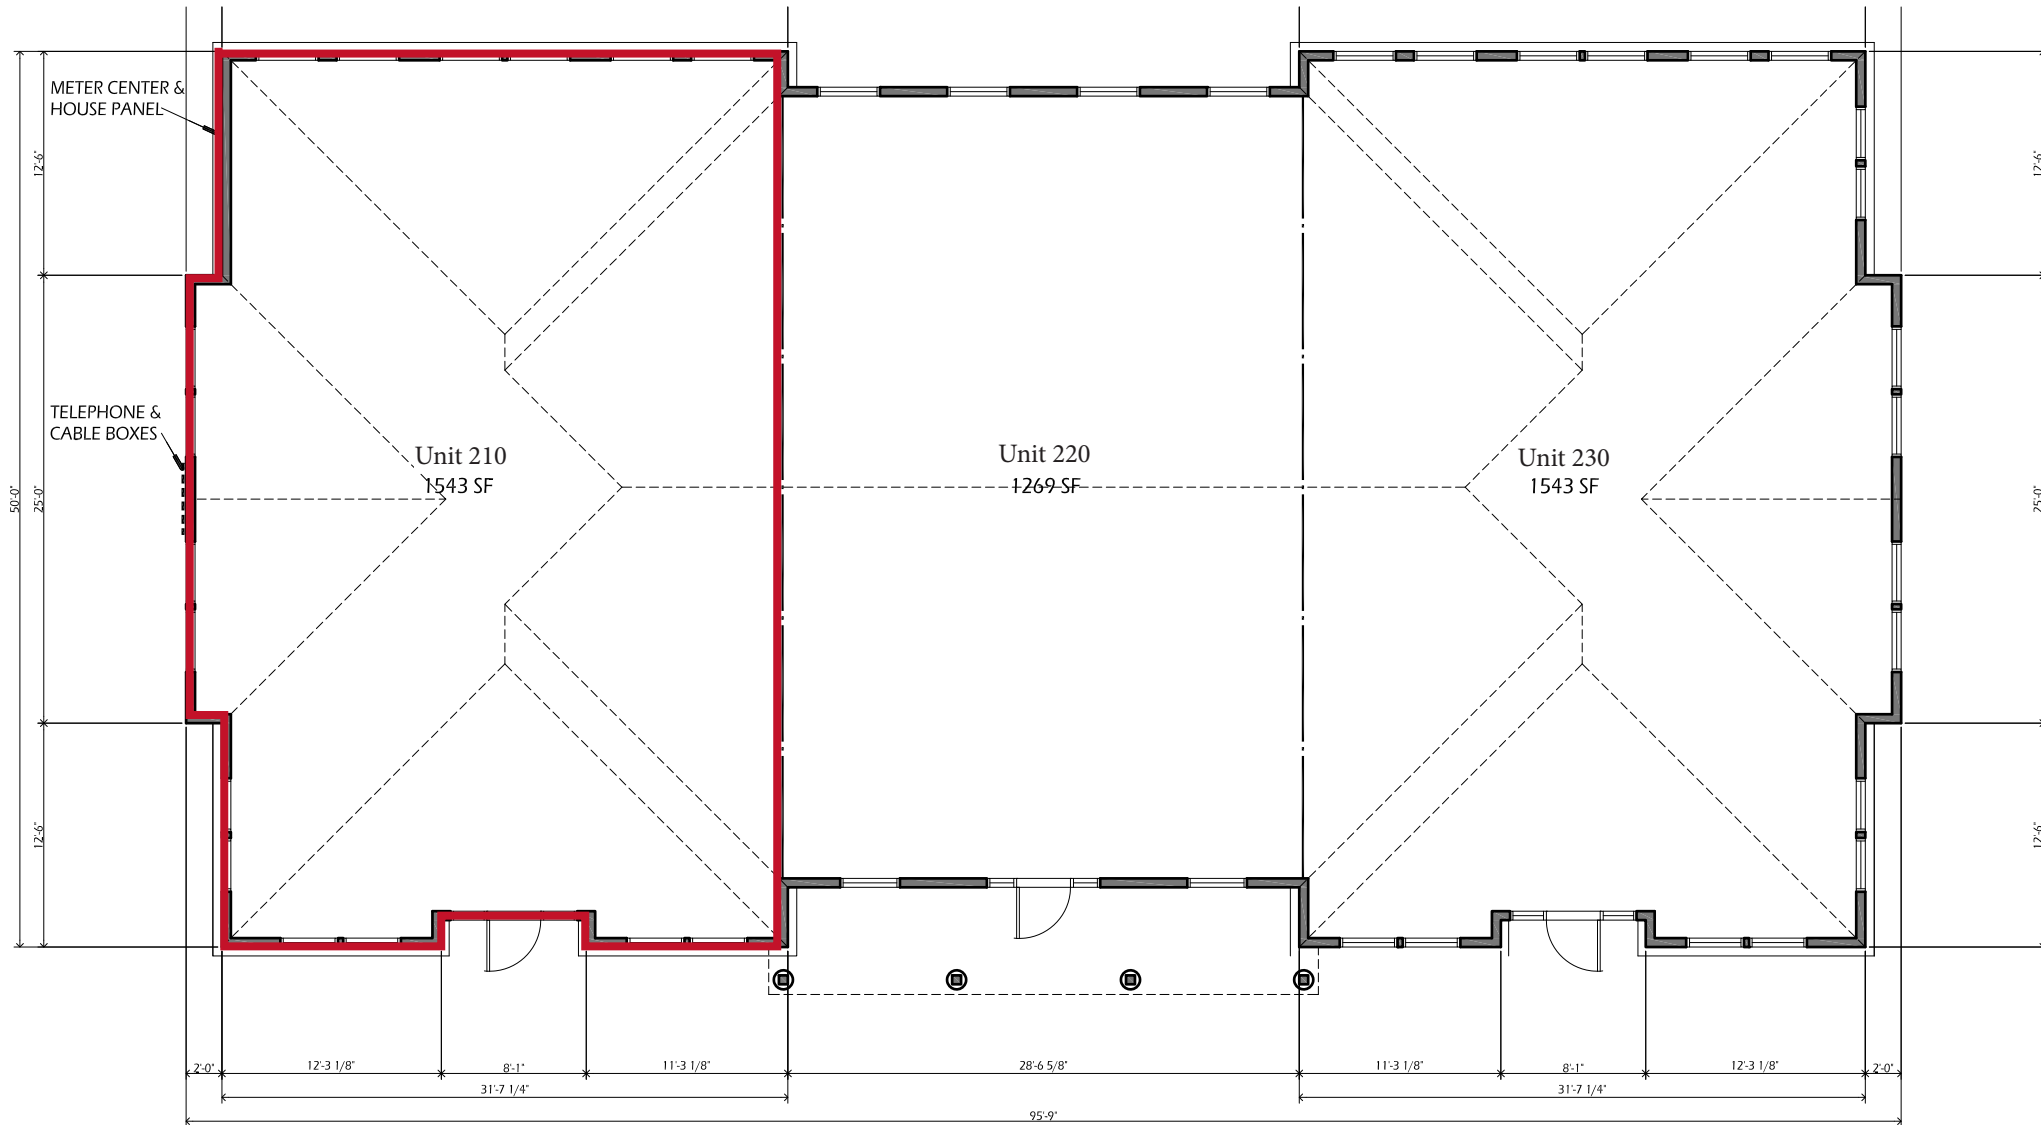 METER CENTER &
HOUSE PANEL
12'-6"
12'-6"
TELEPHONE &
CABLE BOXES
Unit 210
1543 SF
Unit 220
1269 SF
Unit 230
1543 SF
50'-0"
25'-0"
25'-0"
12'-6"
12'-6"
2'-0"
12'-3 1/8"
8'-1"
11'-3 1/8"
28'-6 5/8"
11'-3 1/8"
8'-1"
12'-3 1/8"
2'-0"
31'-7 1/4"
31'-7 1/4"
95'-9"